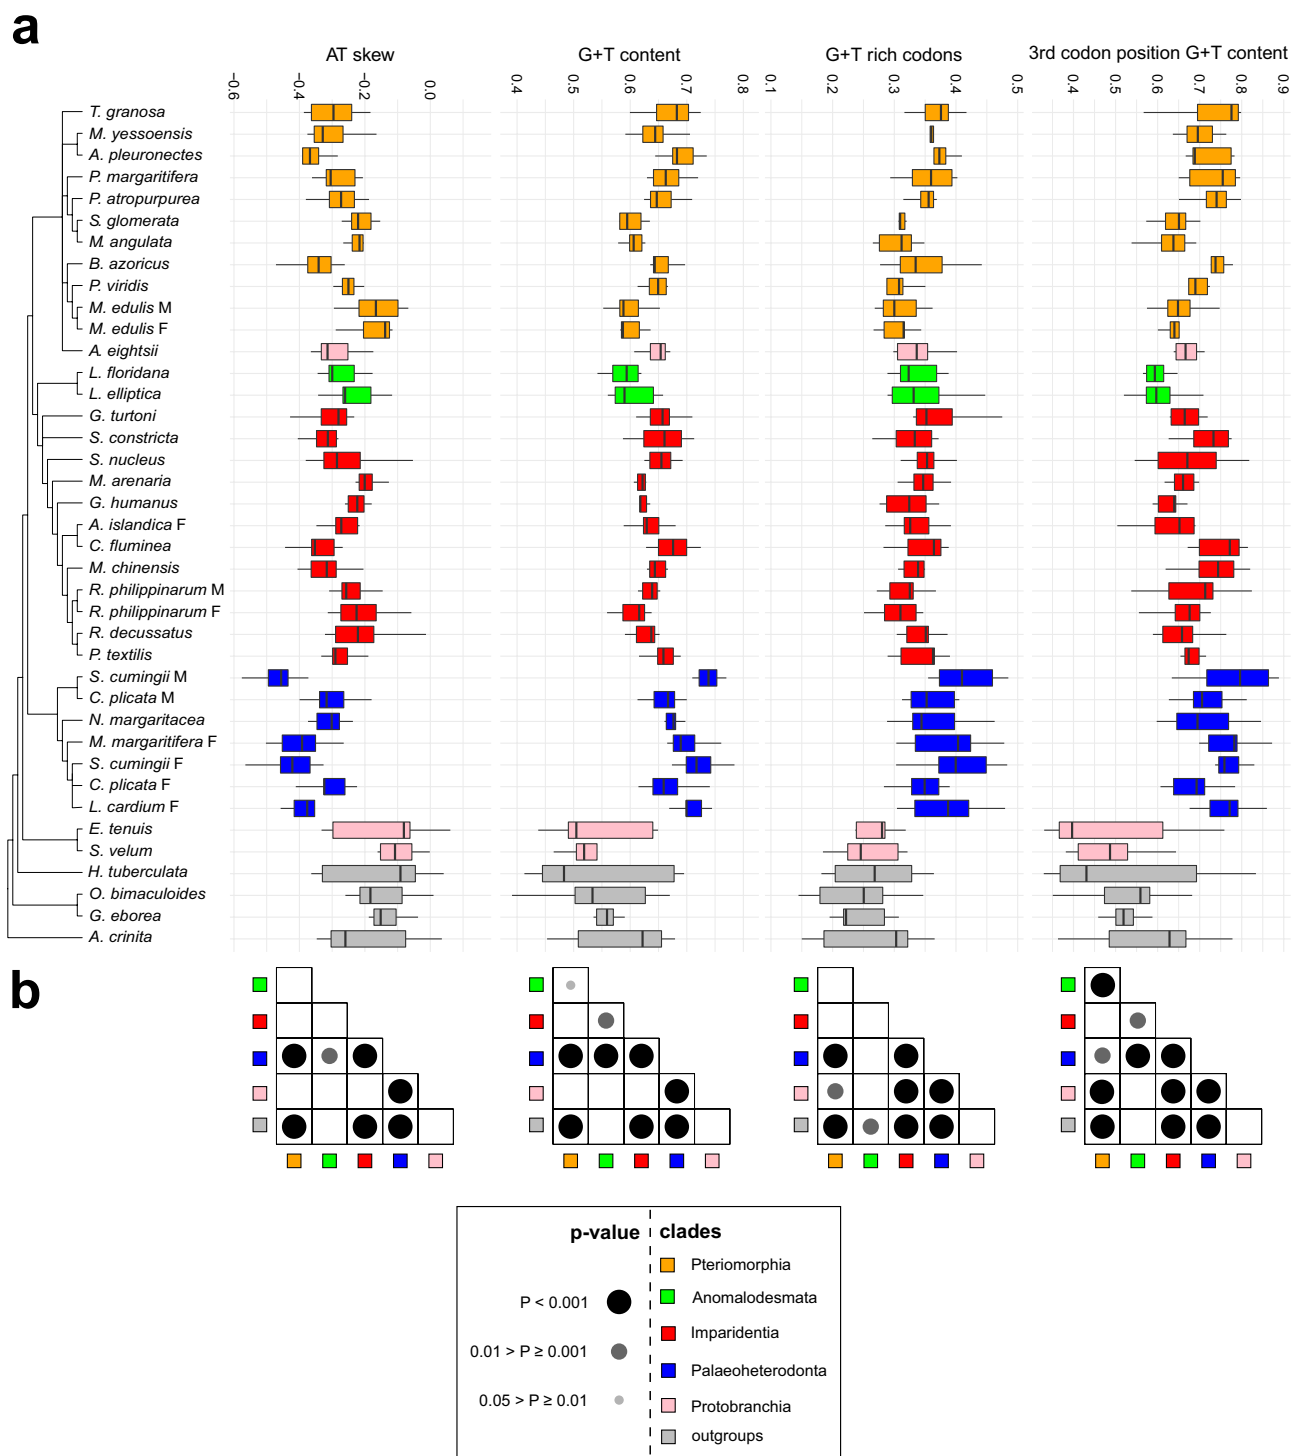 a
AT skew
G+T content
G+T rich codons
3rd codon position G+T content
−0.6
−0.4
−0.2
0.0
0.4
0.5
0.6
0.7
0.8
0.1
0.2
0.3
0.4
0.5
0.4
0.5
0.6
0.7
0.8
0.9
T. granosa
M. yessoensis
A. pleuronectes
P. margaritifera
P. atropurpurea
S. glomerata
M. angulata
B. azoricus
P. viridis
M. edulis M
M. edulis F
A. eightsii
L. floridana
L. elliptica
G. turtoni
S. constricta
S. nucleus
M. arenaria
G. humanus
A. islandica F
C. fluminea
M. chinensis
R. philippinarum M
R. philippinarum F
R. decussatus
P. textilis
S. cumingii M
C. plicata M
N. margaritacea
M. margaritifera F
S. cumingii F
C. plicata F
L. cardium F
E. tenuis
S. velum
H. tuberculata
O. bimaculoides
G. eborea
A. crinita
b
p-value
P < 0.001
0.01 > P ≥ 0.001
0.05 > P ≥ 0.01
clades
Pteriomorphia
Anomalodesmata
Imparidentia
Palaeoheterodonta
Protobranchia
outgroups